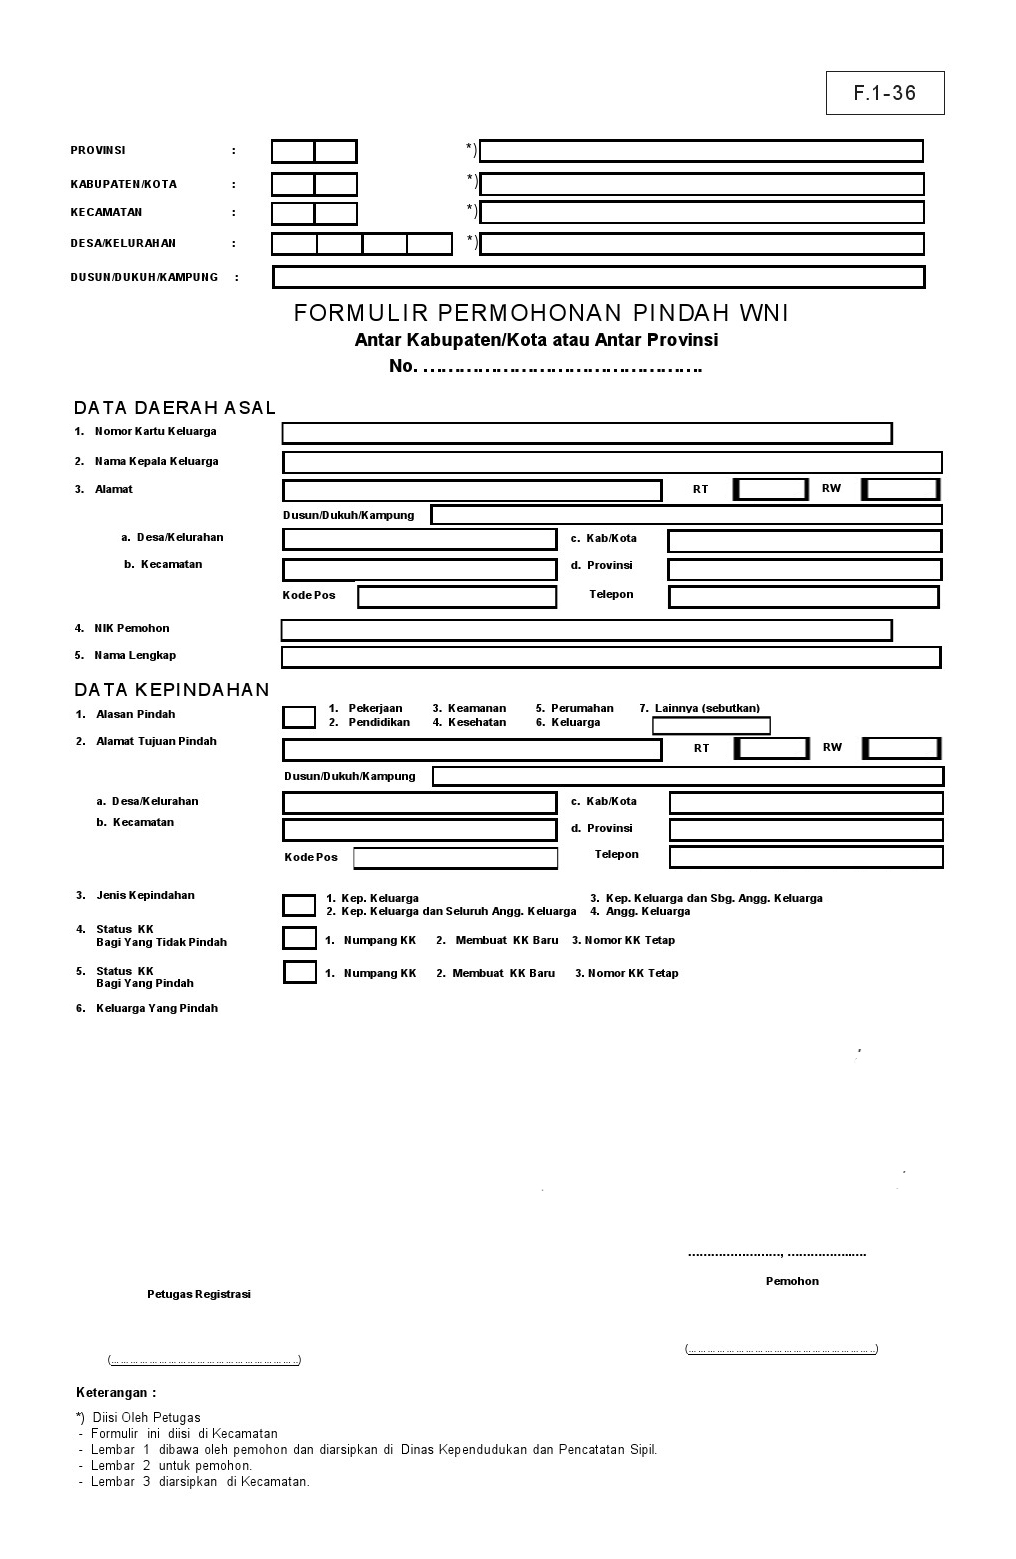 F.1-36
PROVINSI : *)
KABUPATEN/KOTA : *)
KECAMATAN : *)
DESA/KELURAHAN : *)
DUSUN/DUKUH/KAMPUNG :
FORMULIR PERMOHONAN PINDAH WNI
Antar Kabupaten/Kota atau Antar Provinsi
No. ……………………………………….
DATA DAERAH ASAL
1. Nomor Kartu Keluarga
2. Nama Kepala Keluarga
3. Alamat RT RW
Dusun/Dukuh/Kampung
a. Desa/Kelurahan c. Kab/Kota
b. Kecamatan d. Provinsi
Kode Pos Telepon
4. NIK Pemohon
5. Nama Lengkap
DATA KEPINDAHAN
1. Alasan Pindah 1. Pekerjaan 3. Keamanan 5. Perumahan 7. Lainnya (sebutkan)
2. Pendidikan 4. Kesehatan 6. Keluarga
2. Alamat Tujuan Pindah RT RW
Dusun/Dukuh/Kampung
a. Desa/Kelurahan c. Kab/Kota
b. Kecamatan d. Provinsi
Kode Pos Telepon
3. Jenis Kepindahan 1. Kep. Keluarga 3. Kep. Keluarga dan Sbg. Angg. Keluarga
2. Kep. Keluarga dan Seluruh Angg. Keluarga 4. Angg. Keluarga
4. Status KK
Bagi Yang Tidak Pindah 1. Numpang KK 2. Membuat KK Baru 3. Nomor KK Tetap
5. Status KK 1. Numpang KK 2. Membuat KK Baru 3. Nomor KK Tetap
Bagi Yang Pindah
6. Keluarga Yang Pindah
……………………, …………………
Pemohon
Petugas Registrasi
(……………………………………………………)
(……………………………………………………)
Keterangan :
*) Diisi Oleh Petugas
- Formulir ini diisi di Kecamatan
- Lembar 1 dibawa oleh pemohon dan diarsipkan di Dinas Kependudukan dan Pencatatan Sipil.
- Lembar 2 untuk pemohon.
- Lembar 3 diarsipkan di Kecamatan.